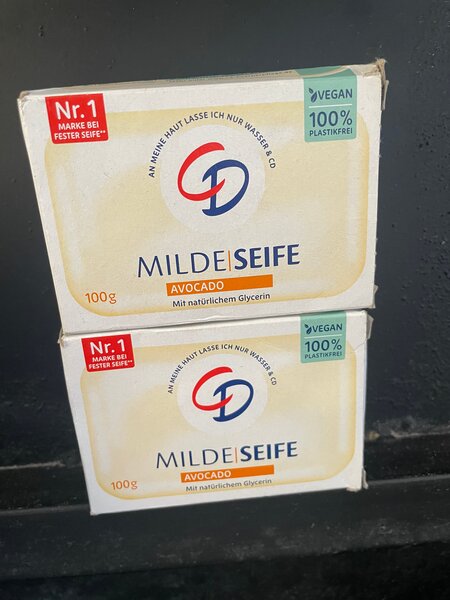 Nr. 1
MARKE BEI
FESTER SEIFE**
AN MEINE HAUT LASSE ICH NUR WASSER & CD
VEGAN
100%
PLASTIKFREI
CD
MILDE|SEIFE
AVOCADO
100g
Mit natürlichem Glycerin
Nr. 1
MARKE BEI
FESTER SEIFE**
AN MEINE HAUT LASSE ICH NUR WASSER & CD
VEGAN
100%
PLASTIKFREI
CD
MILDE|SEIFE
AVOCADO
100g
Mit natürlichem Glycerin